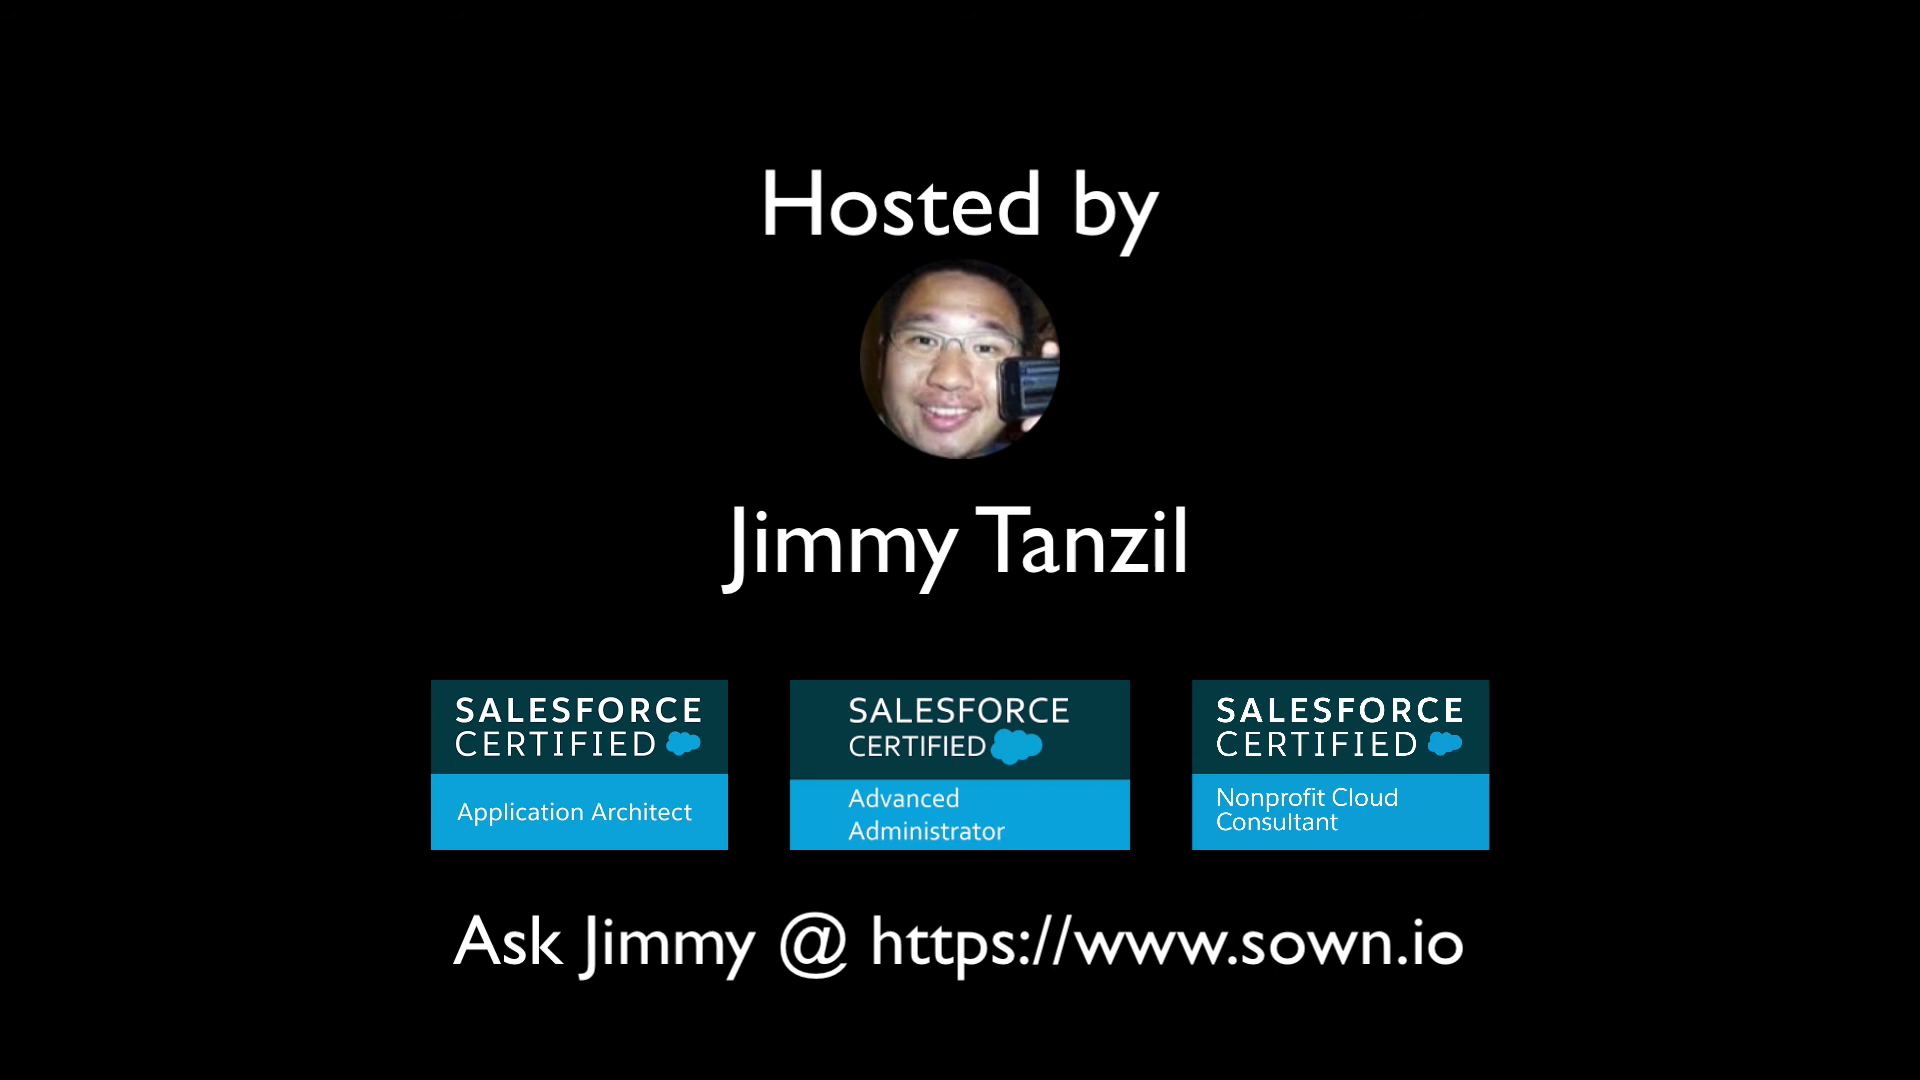 Hosted by
Jimmy Tanzil
SALESFORCE
CERTIFIED
Application Architect
SALESFORCE
CERTIFIED
Advanced
Administrator
SALESFORCE
CERTIFIED
Nonprofit Cloud
Consultant
Ask Jimmy @ https://www.sown.io